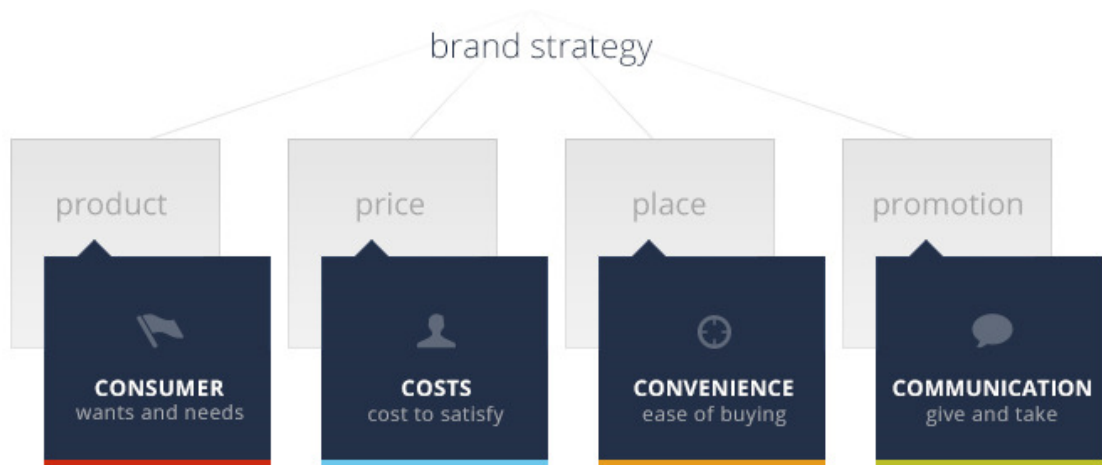 brand strategy
product
price
place
promotion
CONSUMER
wants and needs
COSTS
cost to satisfy
CONVENIENCE
ease of buying
COMMUNICATION
give and take